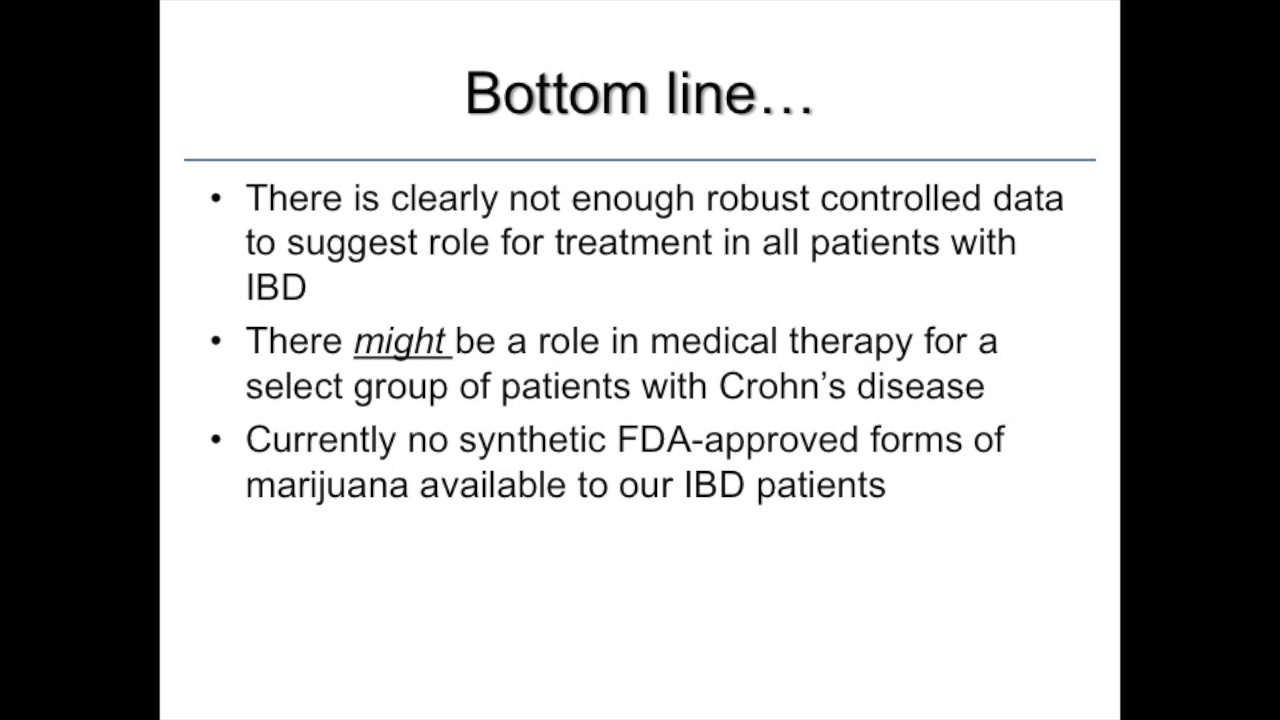 Bottom line…
• There is clearly not enough robust controlled data
to suggest role for treatment in all patients with
IBD
• There might be a role in medical therapy for a
select group of patients with Crohn’s disease
• Currently no synthetic FDA-approved forms of
marijuana available to our IBD patients